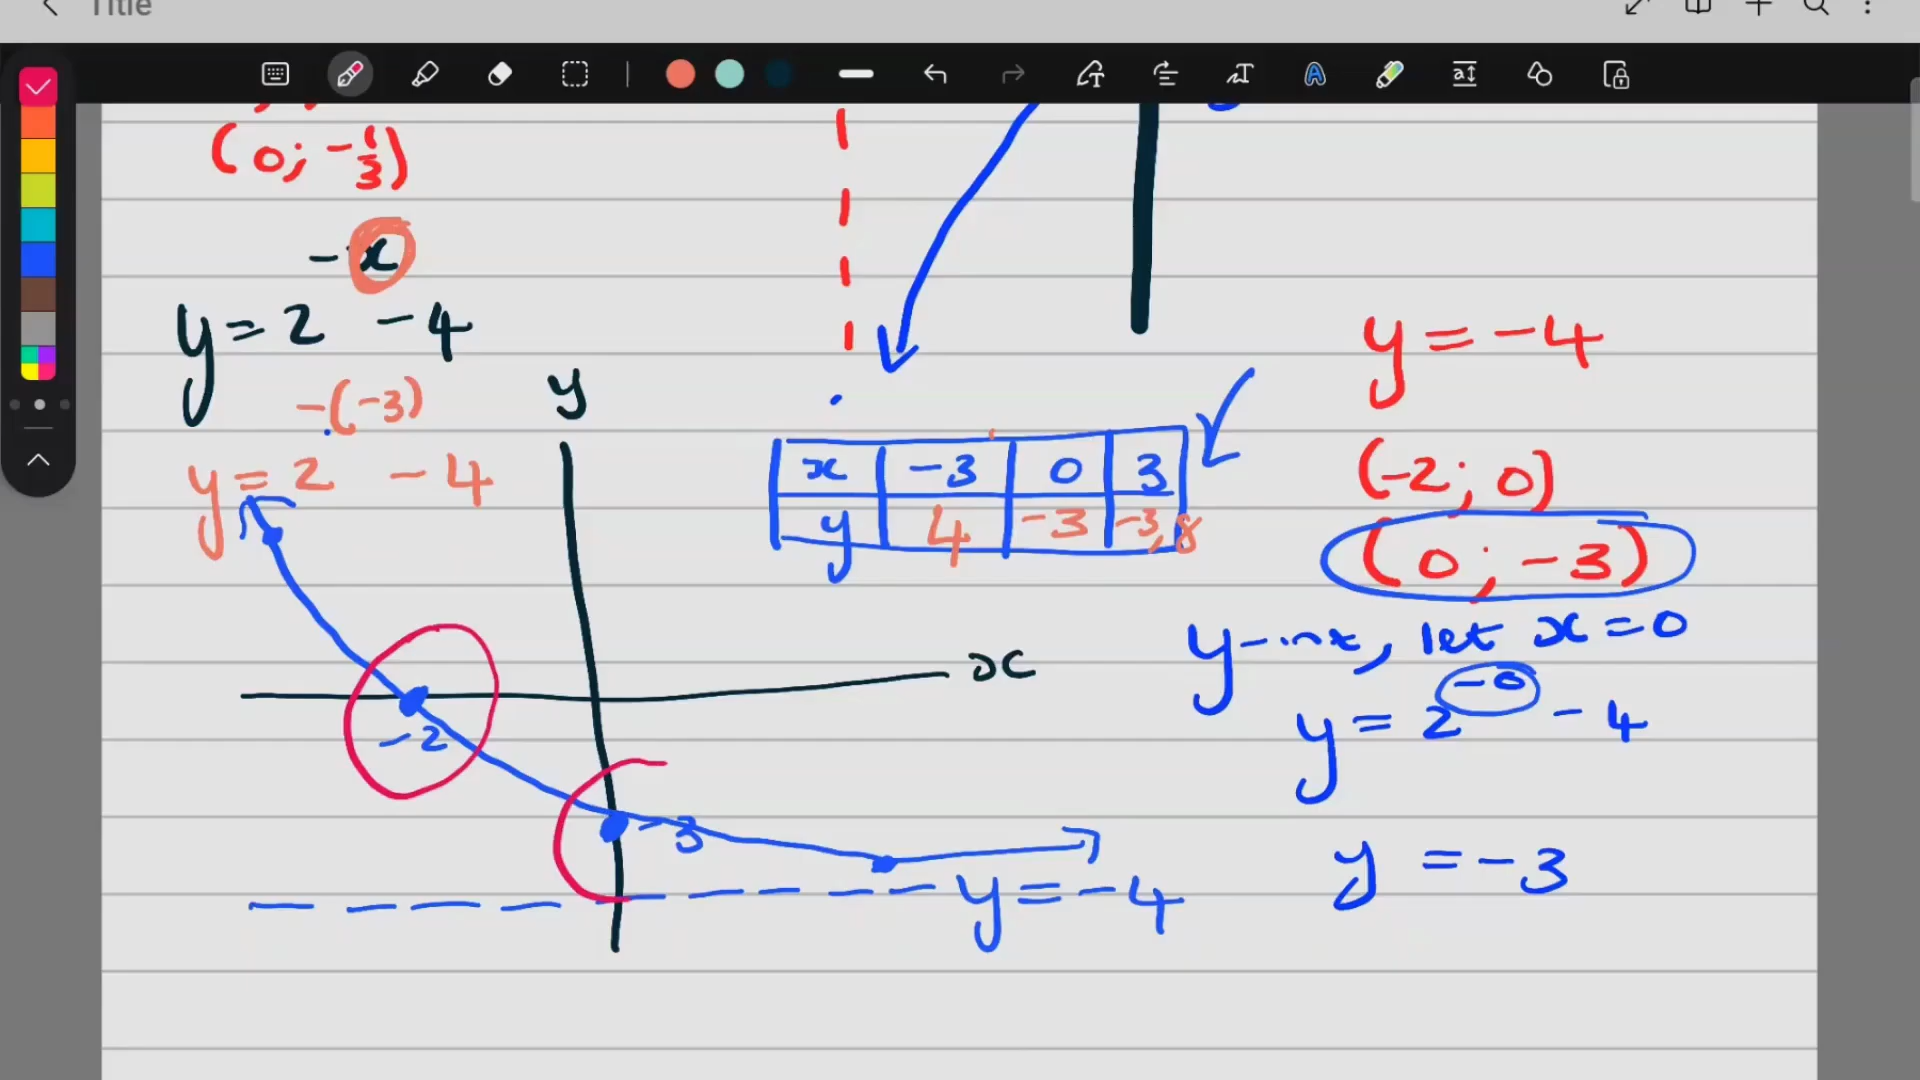 Title
(0; -1/3)
-x
y = 2 - 4
-(-3)
y = 2 - 4
y
x -3 0 3
y 4 -3 -3,8
y = -4
(-2; 0)
(0; -3)
y-int, let x = 0
-0
y = 2 - 4
y = -3
x
-2
-3
y = -4